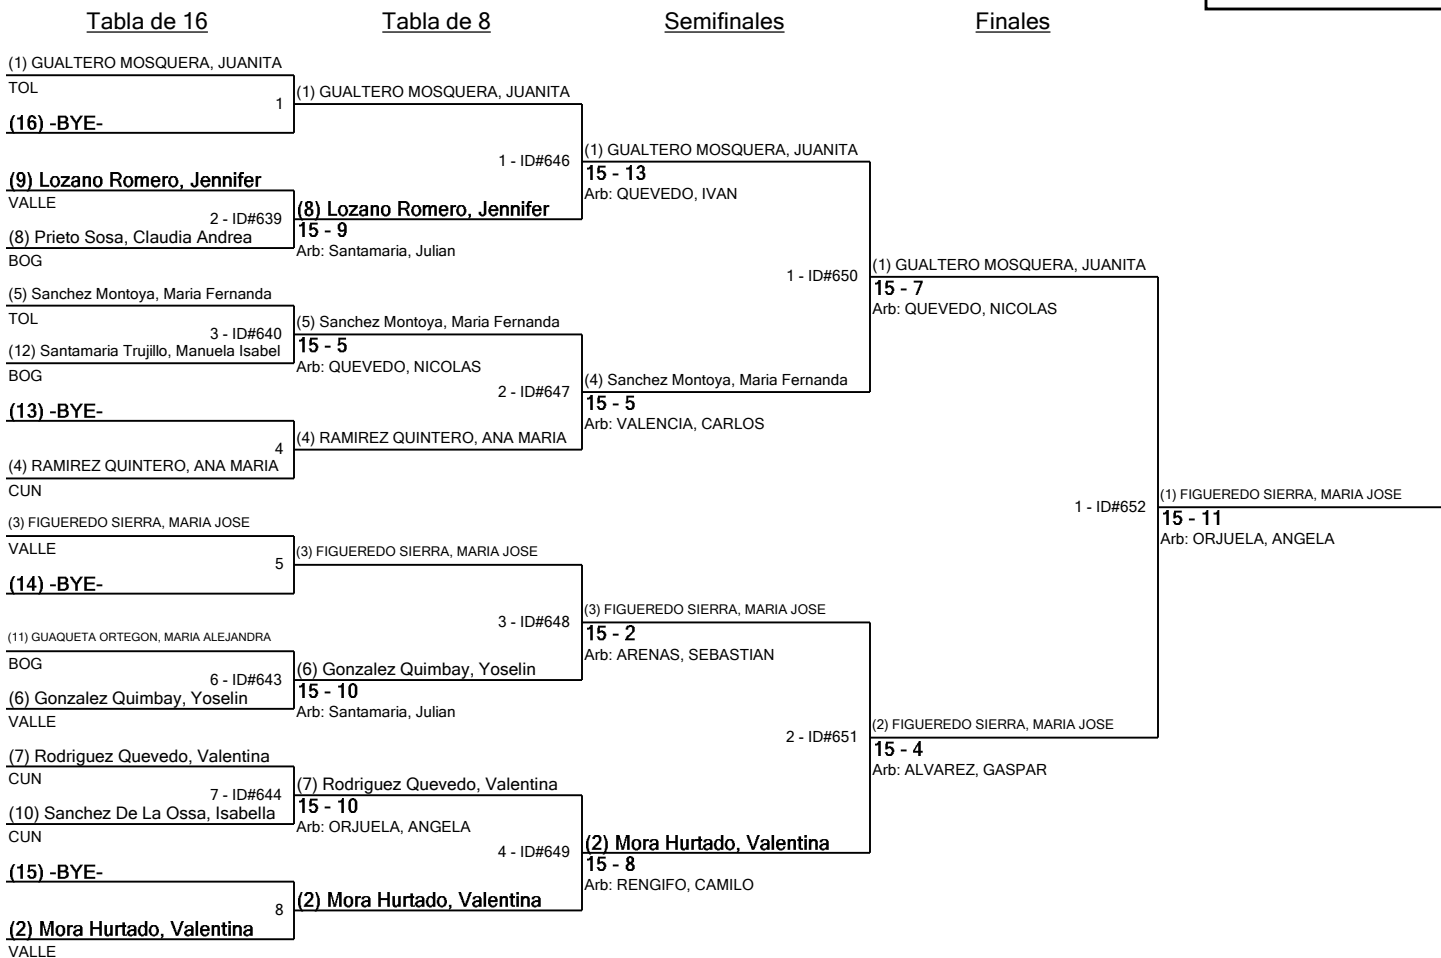 Tabla de 16
Tabla de 8
Semifinales
Finales
(1) GUALTERO MOSQUERA, JUANITA
TOL
1
(16) -BYE-
(9) Lozano Romero, Jennifer
VALLE
2 - ID#639
(8) Prieto Sosa, Claudia Andrea
BOG
(5) Sanchez Montoya, Maria Fernanda
TOL
3 - ID#640
(12) Santamaria Trujillo, Manuela Isabel
BOG
(13) -BYE-
4
(4) RAMIREZ QUINTERO, ANA MARIA
CUN
(3) FIGUEREDO SIERRA, MARIA JOSE
VALLE
5
(14) -BYE-
(11) GUAQUETA ORTEGON, MARIA ALEJANDRA
BOG
6 - ID#643
(6) Gonzalez Quimbay, Yoselin
VALLE
(7) Rodriguez Quevedo, Valentina
CUN
7 - ID#644
(10) Sanchez De La Ossa, Isabella
CUN
(15) -BYE-
8
(2) Mora Hurtado, Valentina
VALLE
(1) GUALTERO MOSQUERA, JUANITA
1 - ID#646
(8) Lozano Romero, Jennifer
15 - 9
Arb: Santamaria, Julian
(5) Sanchez Montoya, Maria Fernanda
15 - 5
Arb: QUEVEDO, NICOLAS
2 - ID#647
(4) RAMIREZ QUINTERO, ANA MARIA
(3) FIGUEREDO SIERRA, MARIA JOSE
3 - ID#648
(6) Gonzalez Quimbay, Yoselin
15 - 10
Arb: Santamaria, Julian
(7) Rodriguez Quevedo, Valentina
15 - 10
Arb: ORJUELA, ANGELA
4 - ID#649
(2) Mora Hurtado, Valentina
(1) GUALTERO MOSQUERA, JUANITA
15 - 13
Arb: QUEVEDO, IVAN
1 - ID#650
(4) Sanchez Montoya, Maria Fernanda
15 - 5
Arb: VALENCIA, CARLOS
(3) FIGUEREDO SIERRA, MARIA JOSE
15 - 2
Arb: ARENAS, SEBASTIAN
2 - ID#651
(2) Mora Hurtado, Valentina
15 - 8
Arb: RENGIFO, CAMILO
(1) GUALTERO MOSQUERA, JUANITA
15 - 7
Arb: QUEVEDO, NICOLAS
1 - ID#652
(2) FIGUEREDO SIERRA, MARIA JOSE
15 - 4
Arb: ALVAREZ, GASPAR
(1) FIGUEREDO SIERRA, MARIA JOSE
15 - 11
Arb: ORJUELA, ANGELA